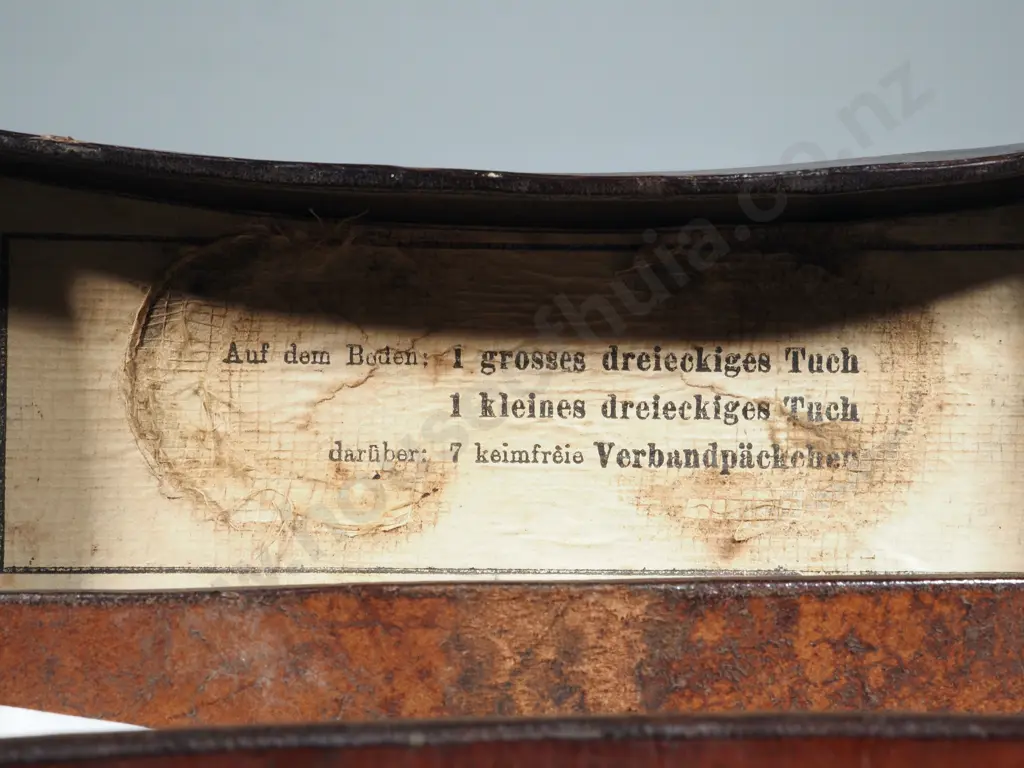 Auf dem Boden: 1 grosses dreieckiges Tuch
1 kleines dreieckiges Tuch
darüber: 7 keimfreie Verbandpäckchen